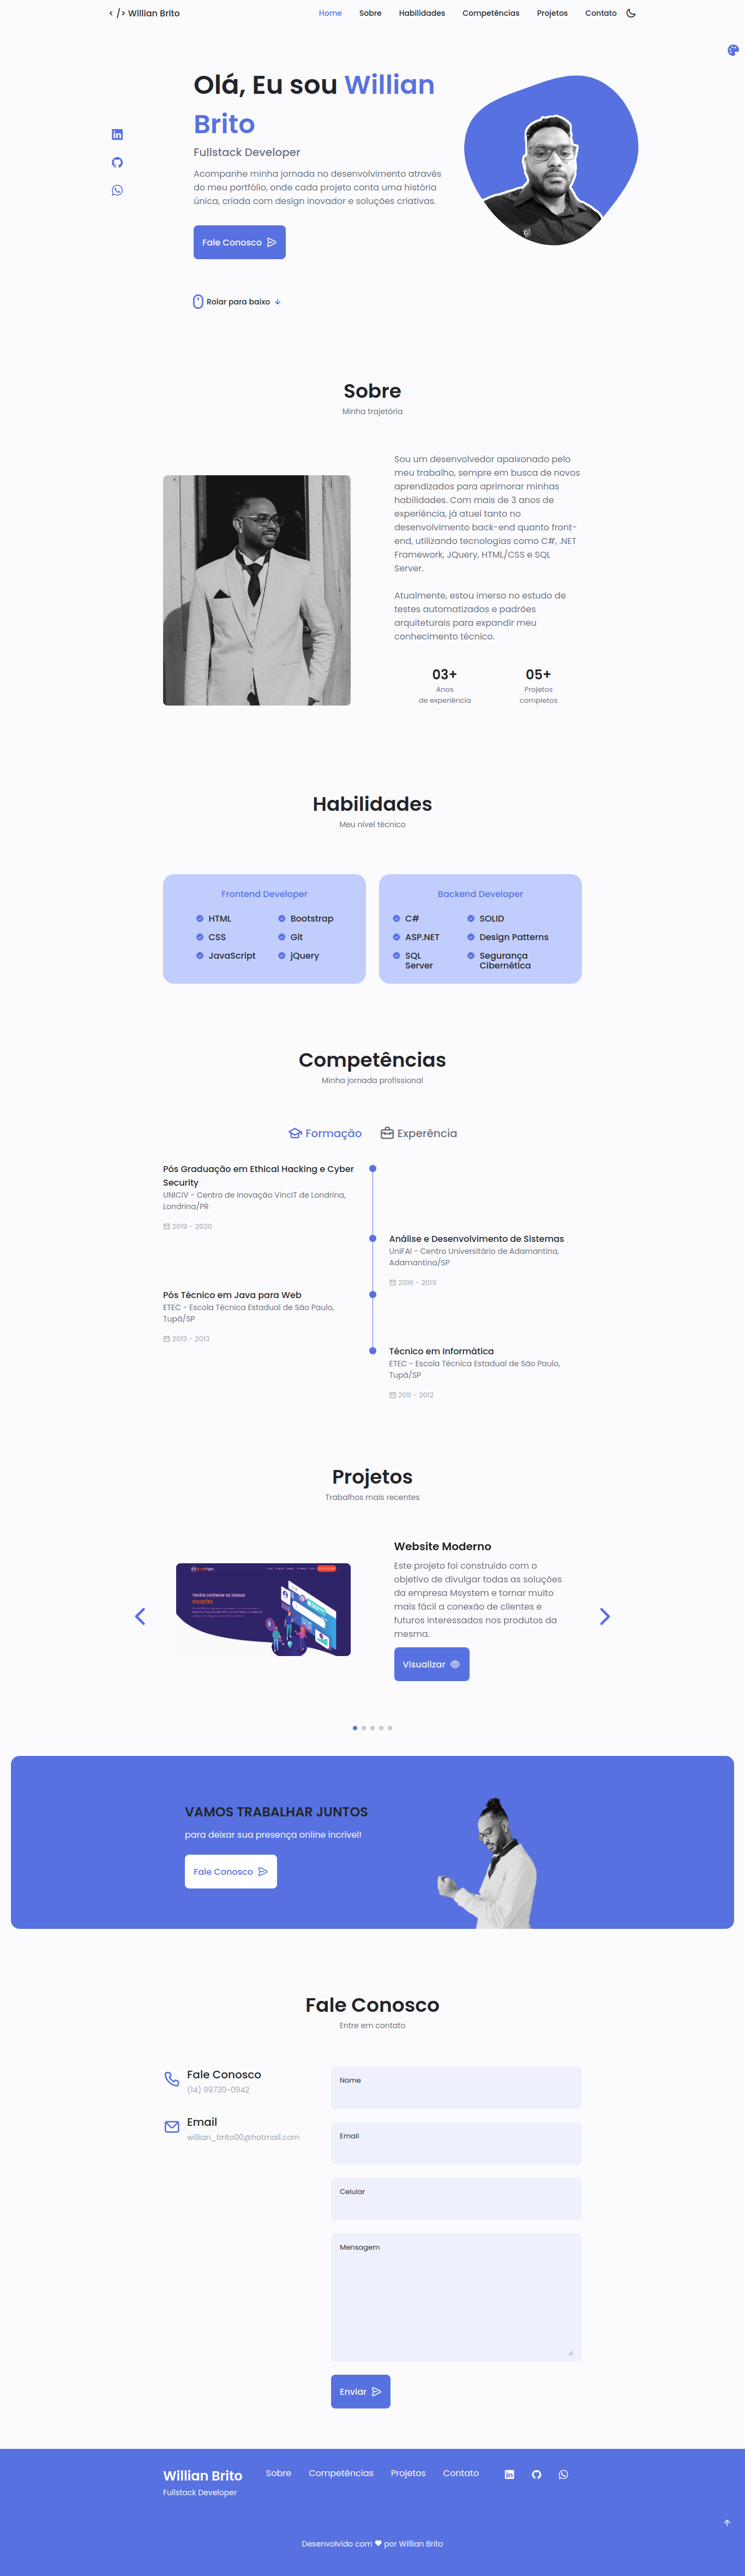 < /> Willian Brito
Home Sobre Habilidades Competências Projetos Contato
Olá, Eu sou Willian
Brito
Fullstack Developer
Acompanhe minha jornada no desenvolvimento através
do meu portfólio, onde cada projeto conta uma história
única, criada com design inovador e soluções criativas.
Fale Conosco
Rolar para baixo
Sobre
Minha trajetória
Sou um desenvolvedor apaixonado pelo
meu trabalho, sempre em busca de novos
aprendizados para aprimorar minhas
habilidades. Com mais de 3 anos de
experiência, já atuei tanto no
desenvolvimento back-end quanto front-
end, utilizando tecnologias como C#, .NET
Framework, JQuery, HTML/CSS e SQL
Server.
Atualmente, estou imerso no estudo de
testes automatizados e padrões
arquiteturais para expandir meu
conhecimento técnico.
03+
Anos
de experiência
05+
Projetos
completos
Habilidades
Meu nível técnico
Frontend Developer
HTML
Bootstrap
CSS
Git
JavaScript
jQuery
Backend Developer
C#
SOLID
ASP.NET
Design Patterns
SQL
Server
Segurança
Cibernética
Competências
Minha jornada profissional
Formação
Experência
Pós Graduação em Ethical Hacking e Cyber
Security
UNICIV - Centro de Inovação VincIT de Londrina,
Londrina/PR
2019 - 2020
Análise e Desenvolvimento de Sistemas
UniFAI - Centro Universitário de Adamantina,
Adamantina/SP
2016 - 2019
Pós Técnico em Java para Web
ETEC - Escola Técnica Estadual de São Paulo,
Tupã/SP
2013 - 2013
Técnico em Informática
ETEC - Escola Técnica Estadual de São Paulo,
Tupã/SP
2011 - 2012
Projetos
Trabalhos mais recentes
Venha conhecer as nossas
soluções
Website Moderno
Este projeto foi construído com o
objetivo de divulgar todas as soluções
da empresa Msystem e tornar muito
mais fácil a conexão de clientes e
futuros interessados nos produtos da
mesma.
Visualizar
VAMOS TRABALHAR JUNTOS
para deixar sua presença online incrível!
Fale Conosco
Fale Conosco
Entre em contato
Fale Conosco
(14) 99730-0942
Email
willian_brito00@hotmail.com
Nome
Email
Celular
Mensagem
Enviar
Willian Brito
Fullstack Developer
Sobre Competências Projetos Contato
Desenvolvido com por Willian Brito